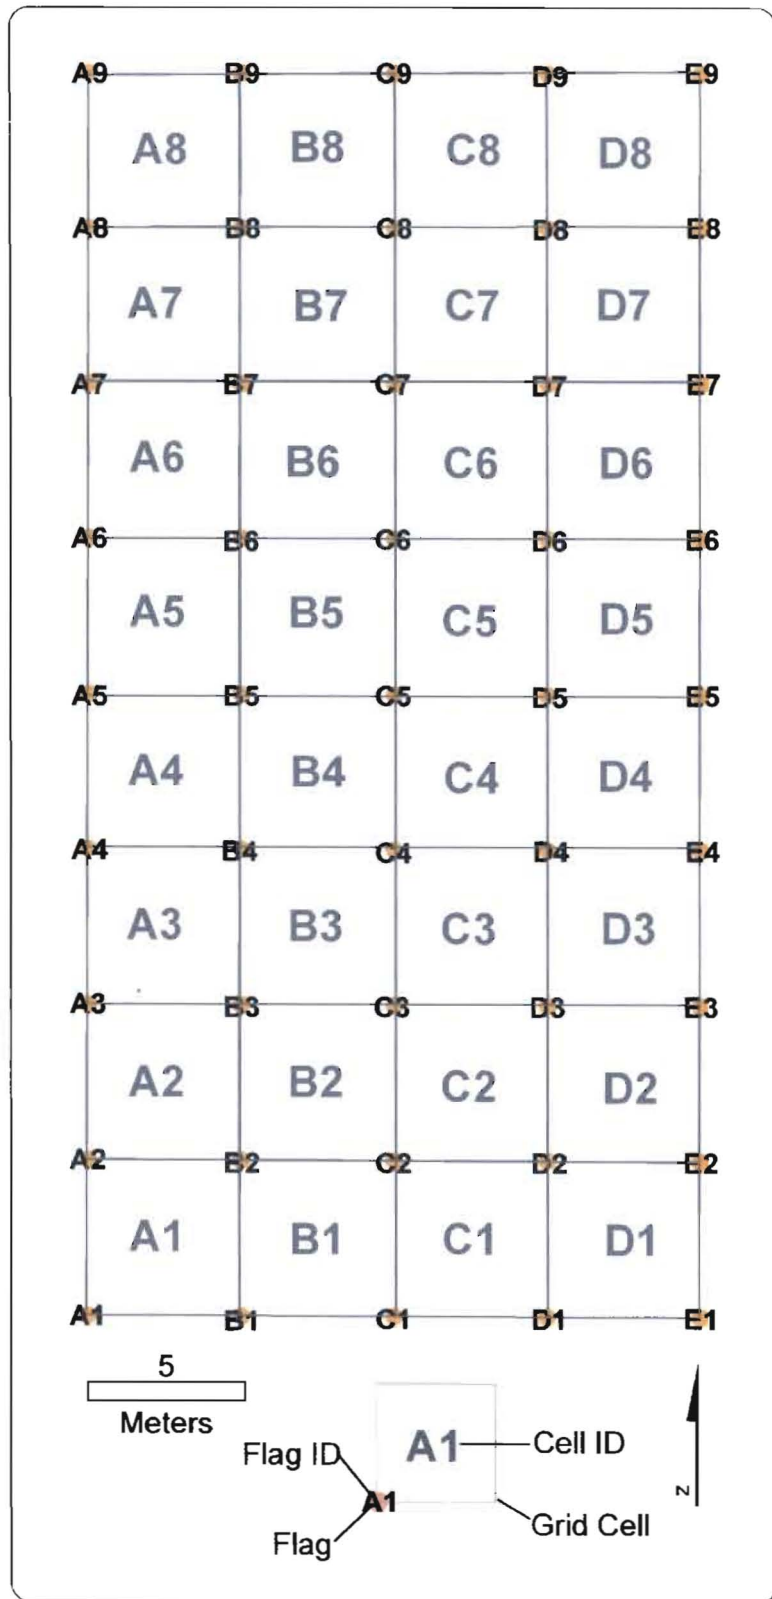 A9 B9 C9 D9 E9
A8 B8 C8 D8
A8 B8 C8 D8 E8
A7 B7 C7 D7
A7 B7 C7 D7 E7
A6 B6 C6 D6
A6 B6 C6 D6 E6
A5 B5 C5 D5
A5 B5 C5 D5 E5
A4 B4 C4 D4
A4 B4 C4 D4 E4
A3 B3 C3 D3
A3 B3 C3 D3 E3
A2 B2 C2 D2
A2 B2 C2 D2 E2
A1 B1 C1 D1
A1 B1 C1 D1 E1
5
Meters
Flag ID
A1
Cell ID
A1
Flag
Grid Cell
N